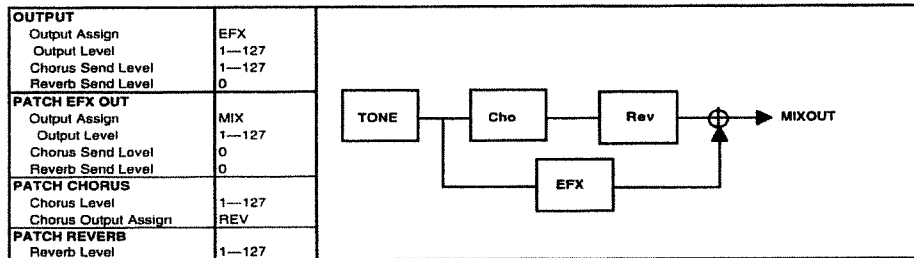 OUTPUT
Output Assign EFX
Output Level 1—127
Chorus Send Level 1—127
Reverb Send Level 0
PATCH EFX OUT
Output Assign MIX
Output Level 1—127
Chorus Send Level 0
Reverb Send Level 0
PATCH CHORUS
Chorus Level 1—127
Chorus Output Assign REV
PATCH REVERB
Reverb Level 1—127
TONE Cho Rev MIXOUT
EFX